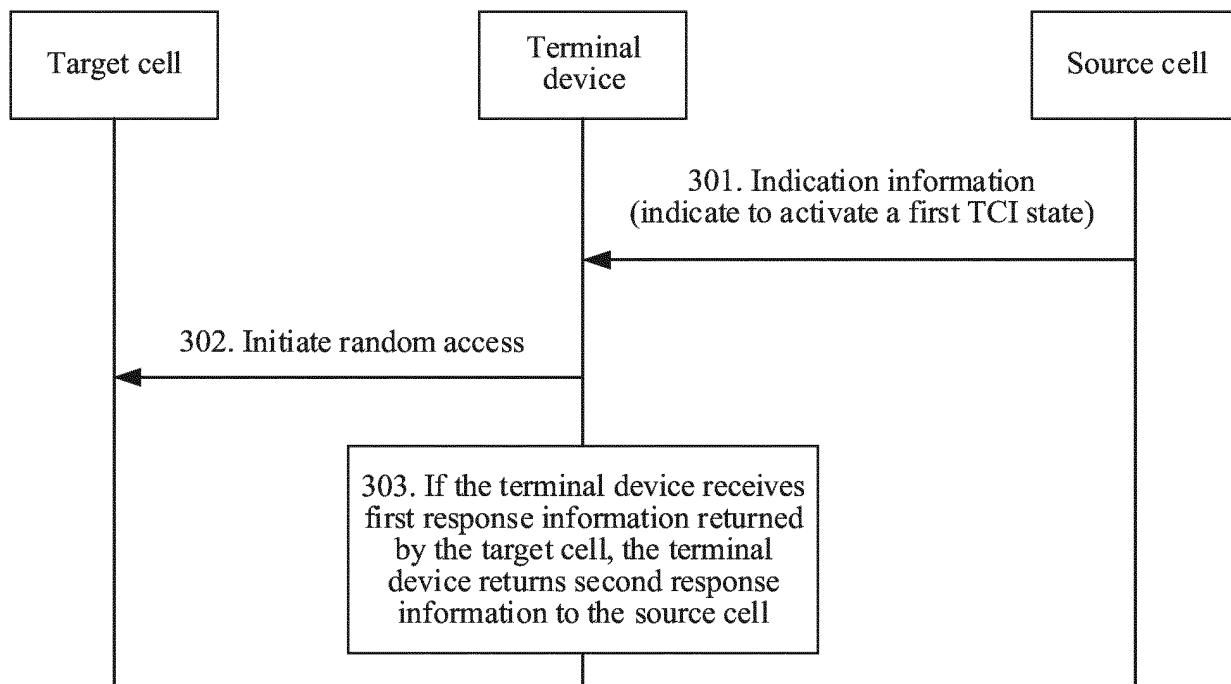 Target cell
Terminal
device
Source cell
301. Indication information
(indicate to activate a first TCI state)
302. Initiate random access
303. If the terminal device receives
first response information returned
by the target cell, the terminal
device returns second response
information to the source cell